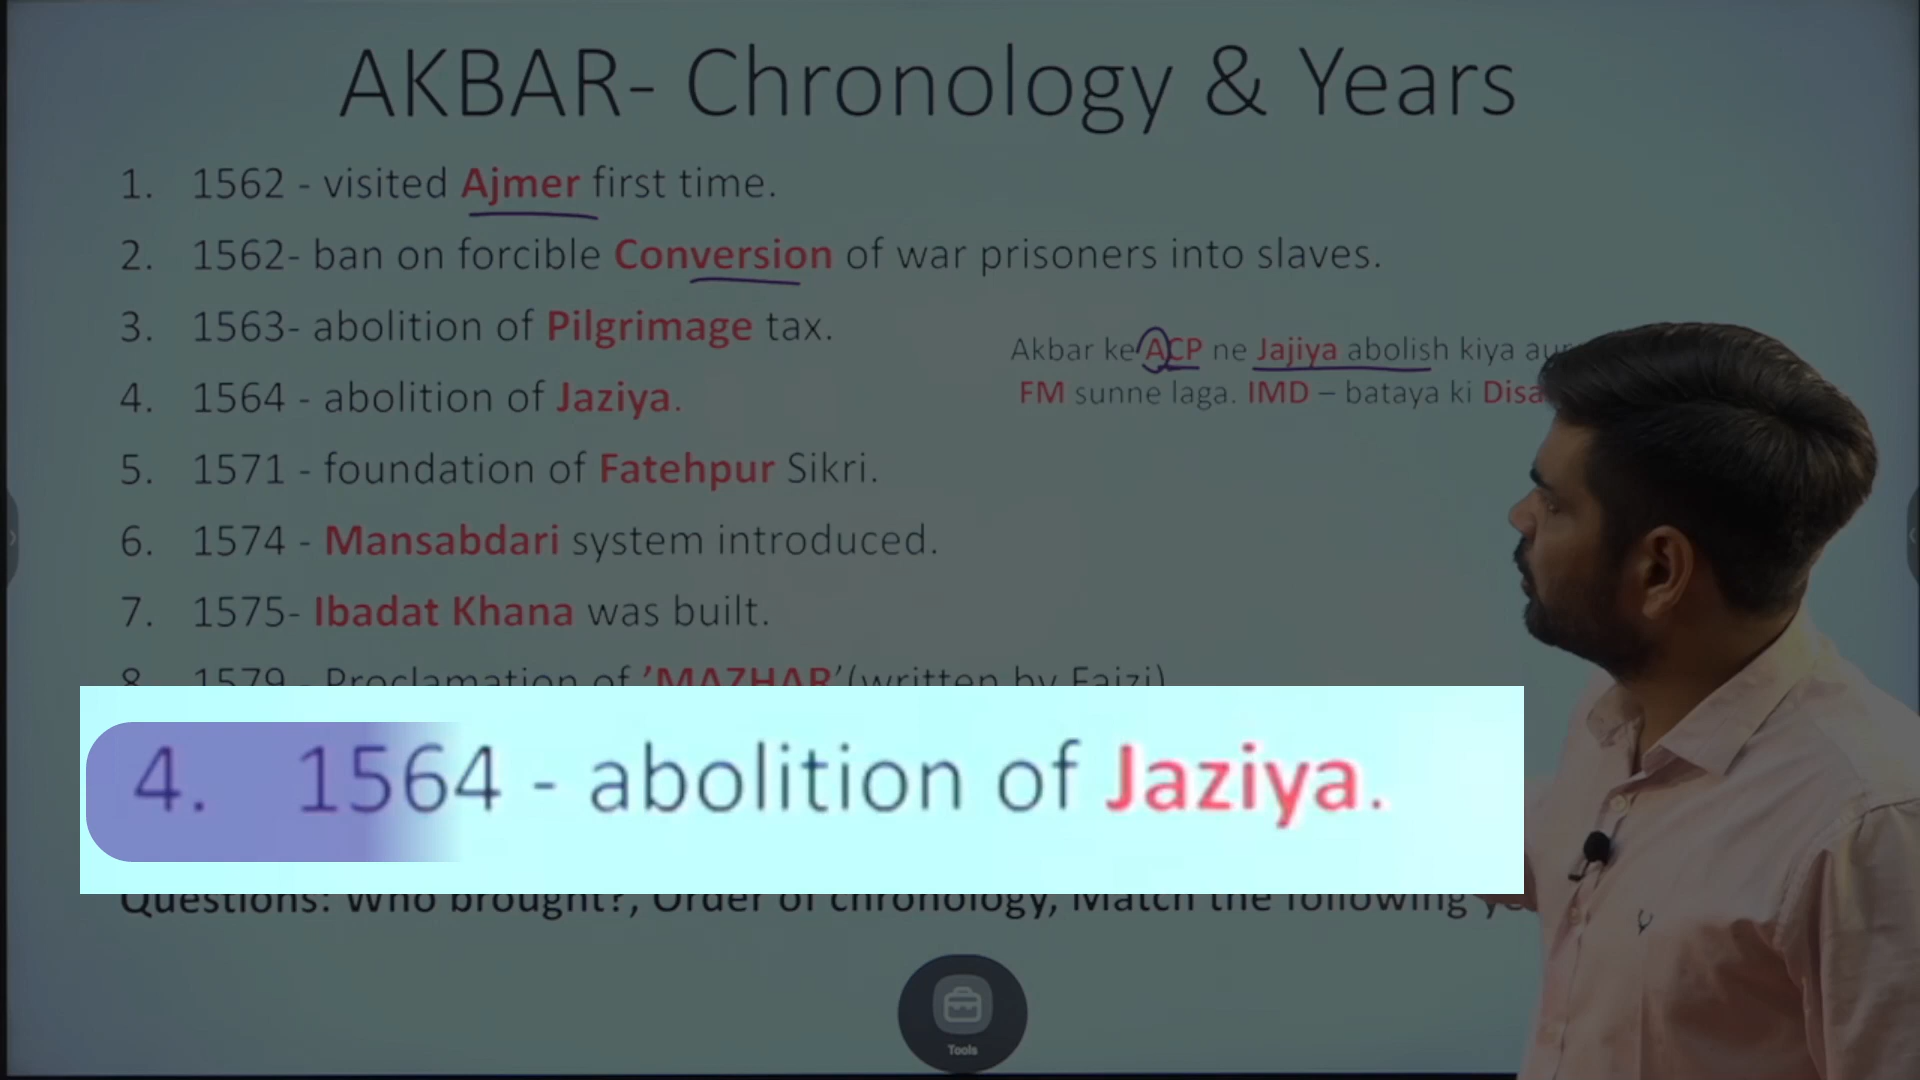 AKBAR- Chronology & Years
1. 1562 - visited Ajmer first time.
2. 1562- ban on forcible Conversion of war prisoners into slaves.
3. 1563- abolition of Pilgrimage tax.
Akbar ke ACP ne Jajiya abolish kiya
4. 1564 - abolition of Jaziya.
FM sunne laga. IMD – bataya ki
5. 1571 - foundation of Fatehpur Sikri.
6. 1574 - Mansabdari system introduced.
7. 1575- Ibadat Khana was built.
8. 1579 - Proclamation of 'MAZHAR'(written by Faizi)
4. 1564 - abolition of Jaziya.
Questions: Who brought?, Order of chronology, Match the following
Tools